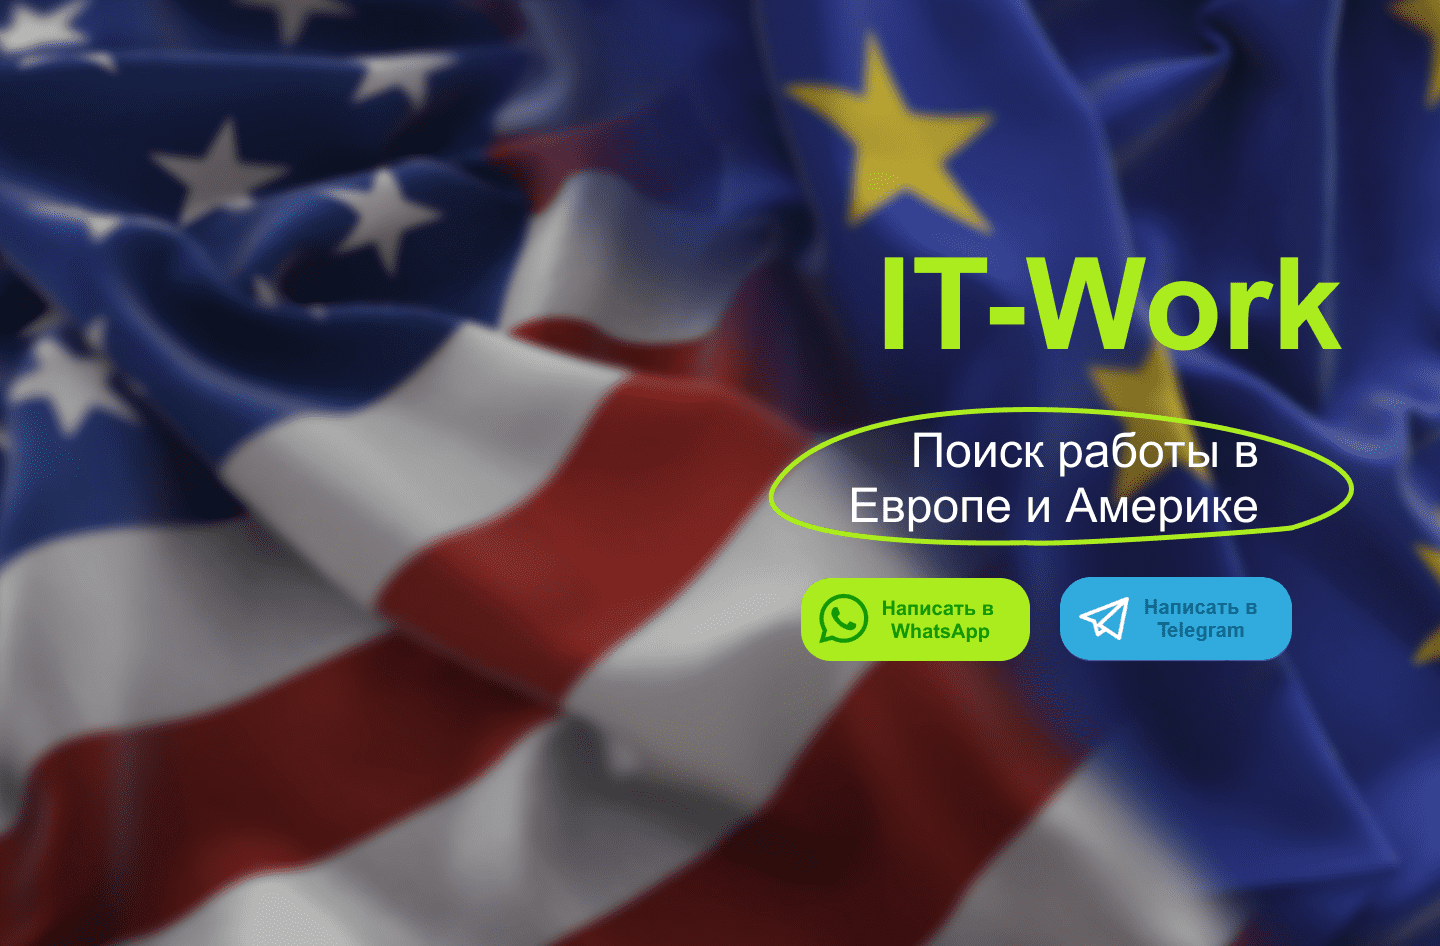 IT-Work
Поиск работы в
Европе и Америке
Написать в
WhatsApp
Написать в
Telegram